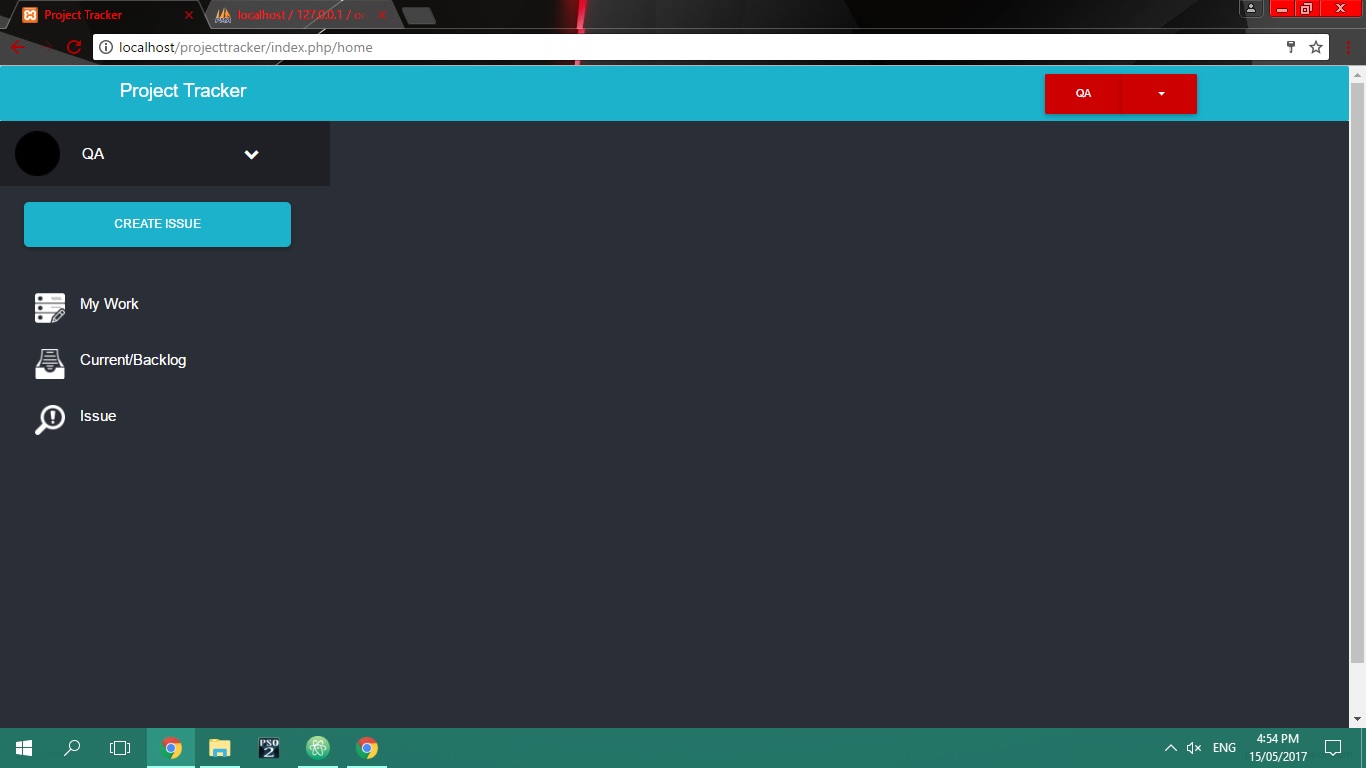 Project Tracker
localhost / 127.0.0.1 / or
localhost/projecttracker/index.php/home
Project Tracker
QA
QA
CREATE ISSUE
My Work
Current/Backlog
Issue
PSO
2
ENG
4:54 PM
15/05/2017